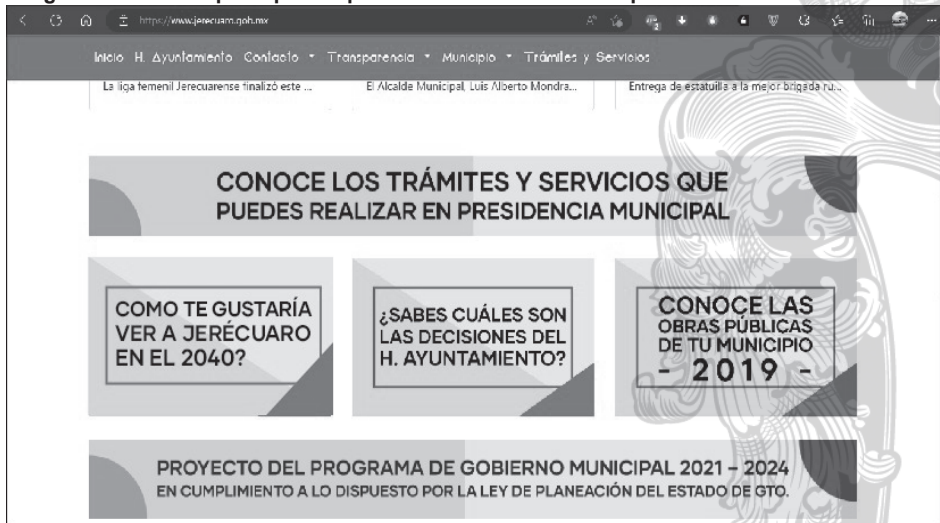 https://www.jerecuaro.gob.mx
Inicio H. Ayuntamiento Contacto Transparencia Municipio Trámites y Servicios
La liga femenil Jerecuarense finalizó este ...
El Alcalde Municipal, Luis Alberto Mondra...
Entrega de estatuilla a la mejor brigada ru...
CONOCE LOS TRÁMITES Y SERVICIOS QUE
PUEDES REALIZAR EN PRESIDENCIA MUNICIPAL
COMO TE GUSTARÍA
VER A JERÉCUARO
EN EL 2040?
¿SABES CUÁLES SON
LAS DECISIONES DEL
H. AYUNTAMIENTO?
CONOCE LAS
OBRAS PÚBLICAS
DE TU MUNICIPIO
- 2019 -
PROYECTO DEL PROGRAMA DE GOBIERNO MUNICIPAL 2021 – 2024
EN CUMPLIMIENTO A LO DISPUESTO POR LA LEY DE PLANEACIÓN DEL ESTADO DE GTO.